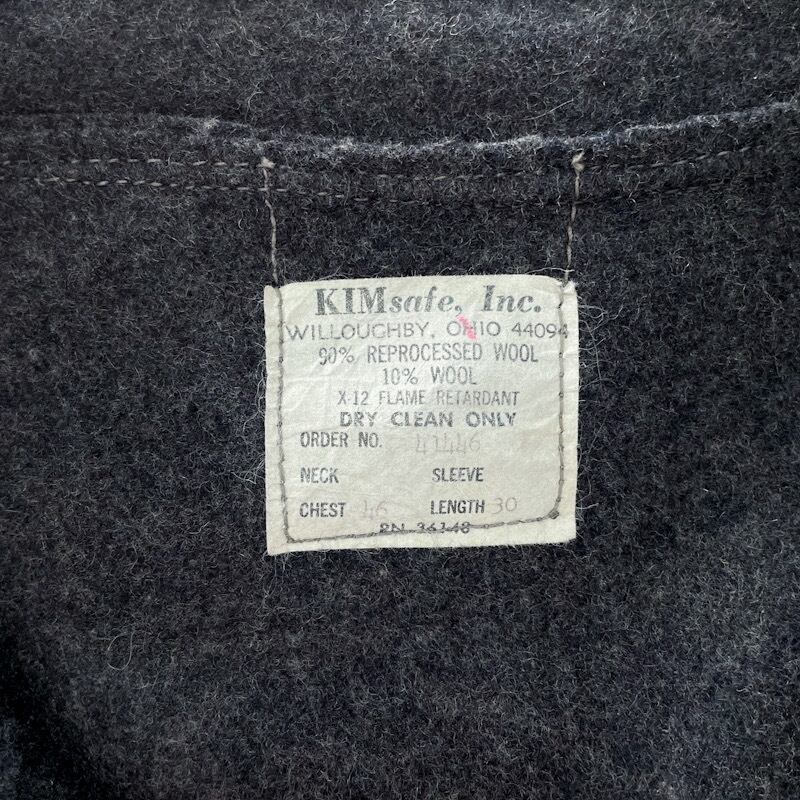 KIMsafe, Inc.
WILLOUGHBY, OHIO 44094
90% REPROCESSED WOOL
10% WOOL
X-12 FLAME RETARDANT
DRY CLEAN ONLY
ORDER NO. 41446
NECK SLEEVE
CHEST 46 LENGTH 30
RN 36148